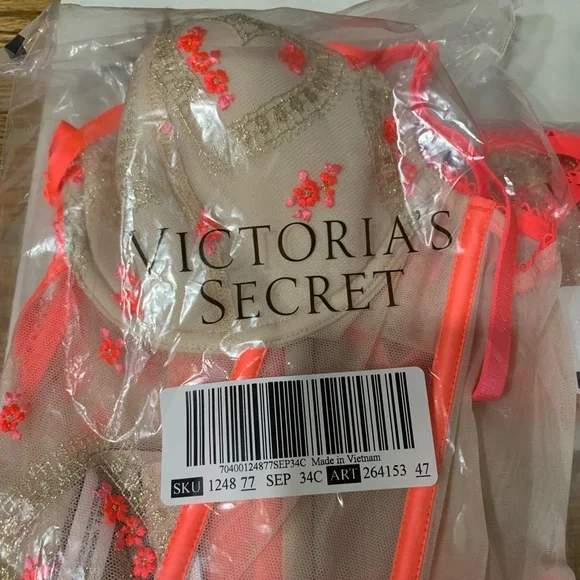 VICTORIA'S
SECRET
70400124877SEP34C Made in Vietnam
SKU 1248 77 SEP 34C ART 264153 47